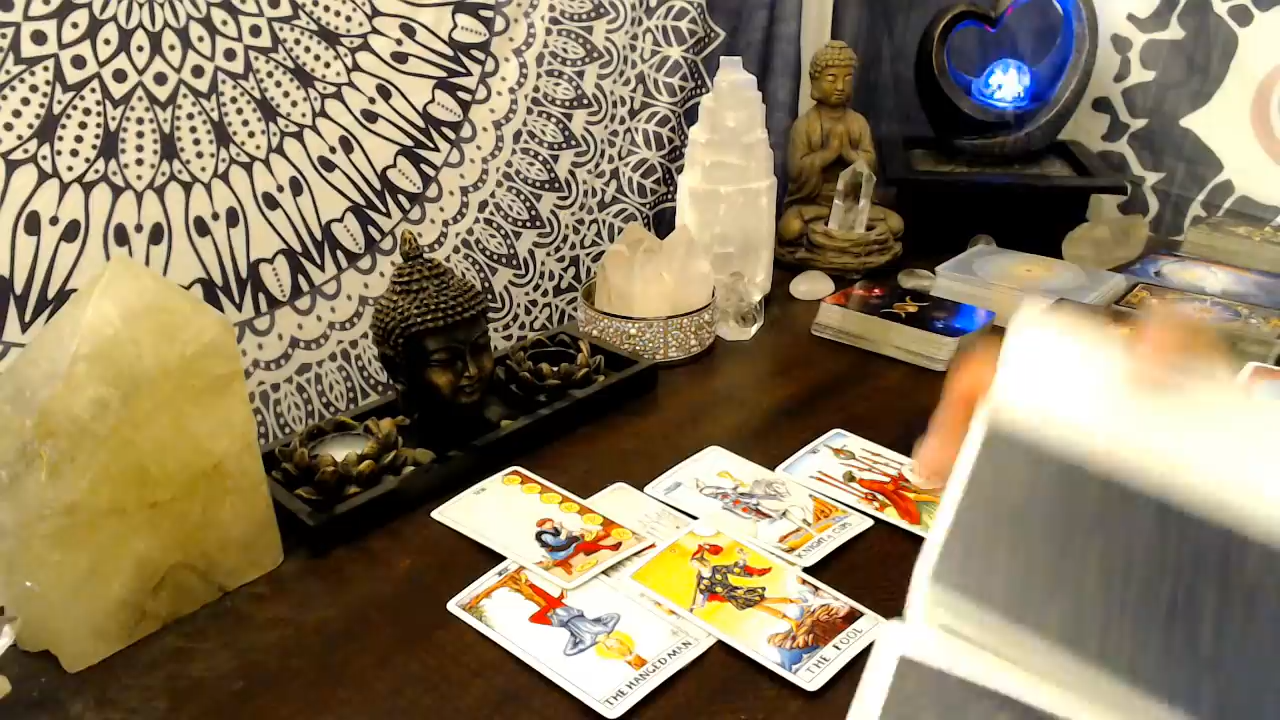 KNIGHT of CUPS.
THE FOOL.
THE HANGED MAN.